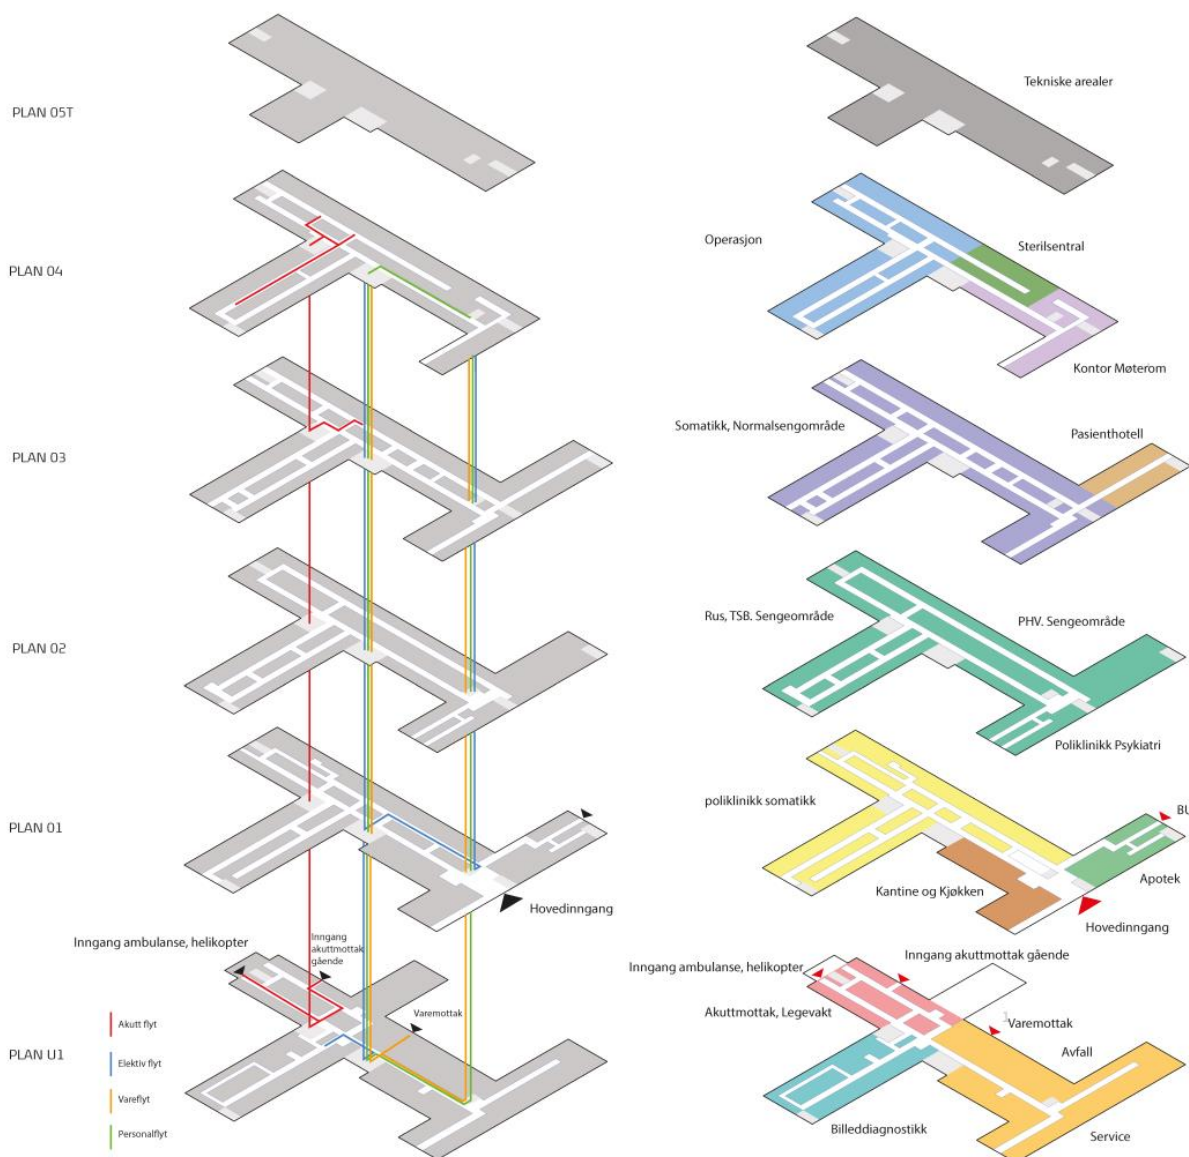 PLAN 05T
Tekniske arealer
PLAN 04
Operasjon
Sterilsentral
Kontor Møterom
PLAN 03
Somatikk, Normalsengområde
Pasienthotell
PLAN 02
Rus, TSB. Sengeområde
PHV. Sengeområde
Poliklinikk Psykiatri
PLAN 01
Hovedinngang
poliklinikk somatikk
BU
Kantine og Kjøkken
Apotek
Hovedinngang
PLAN U1
Inngang ambulanse, helikopter
Inngang
akuttmottak
gående
Varemottak
Akutt flyt
Elektiv flyt
Vareflyt
Personalflyt
Inngang akuttmottak gående
Inngang ambulanse, helikopter
Akuttmottak, Legevakt
1
Varemottak
Avfall
Billeddiagnostikk
Service